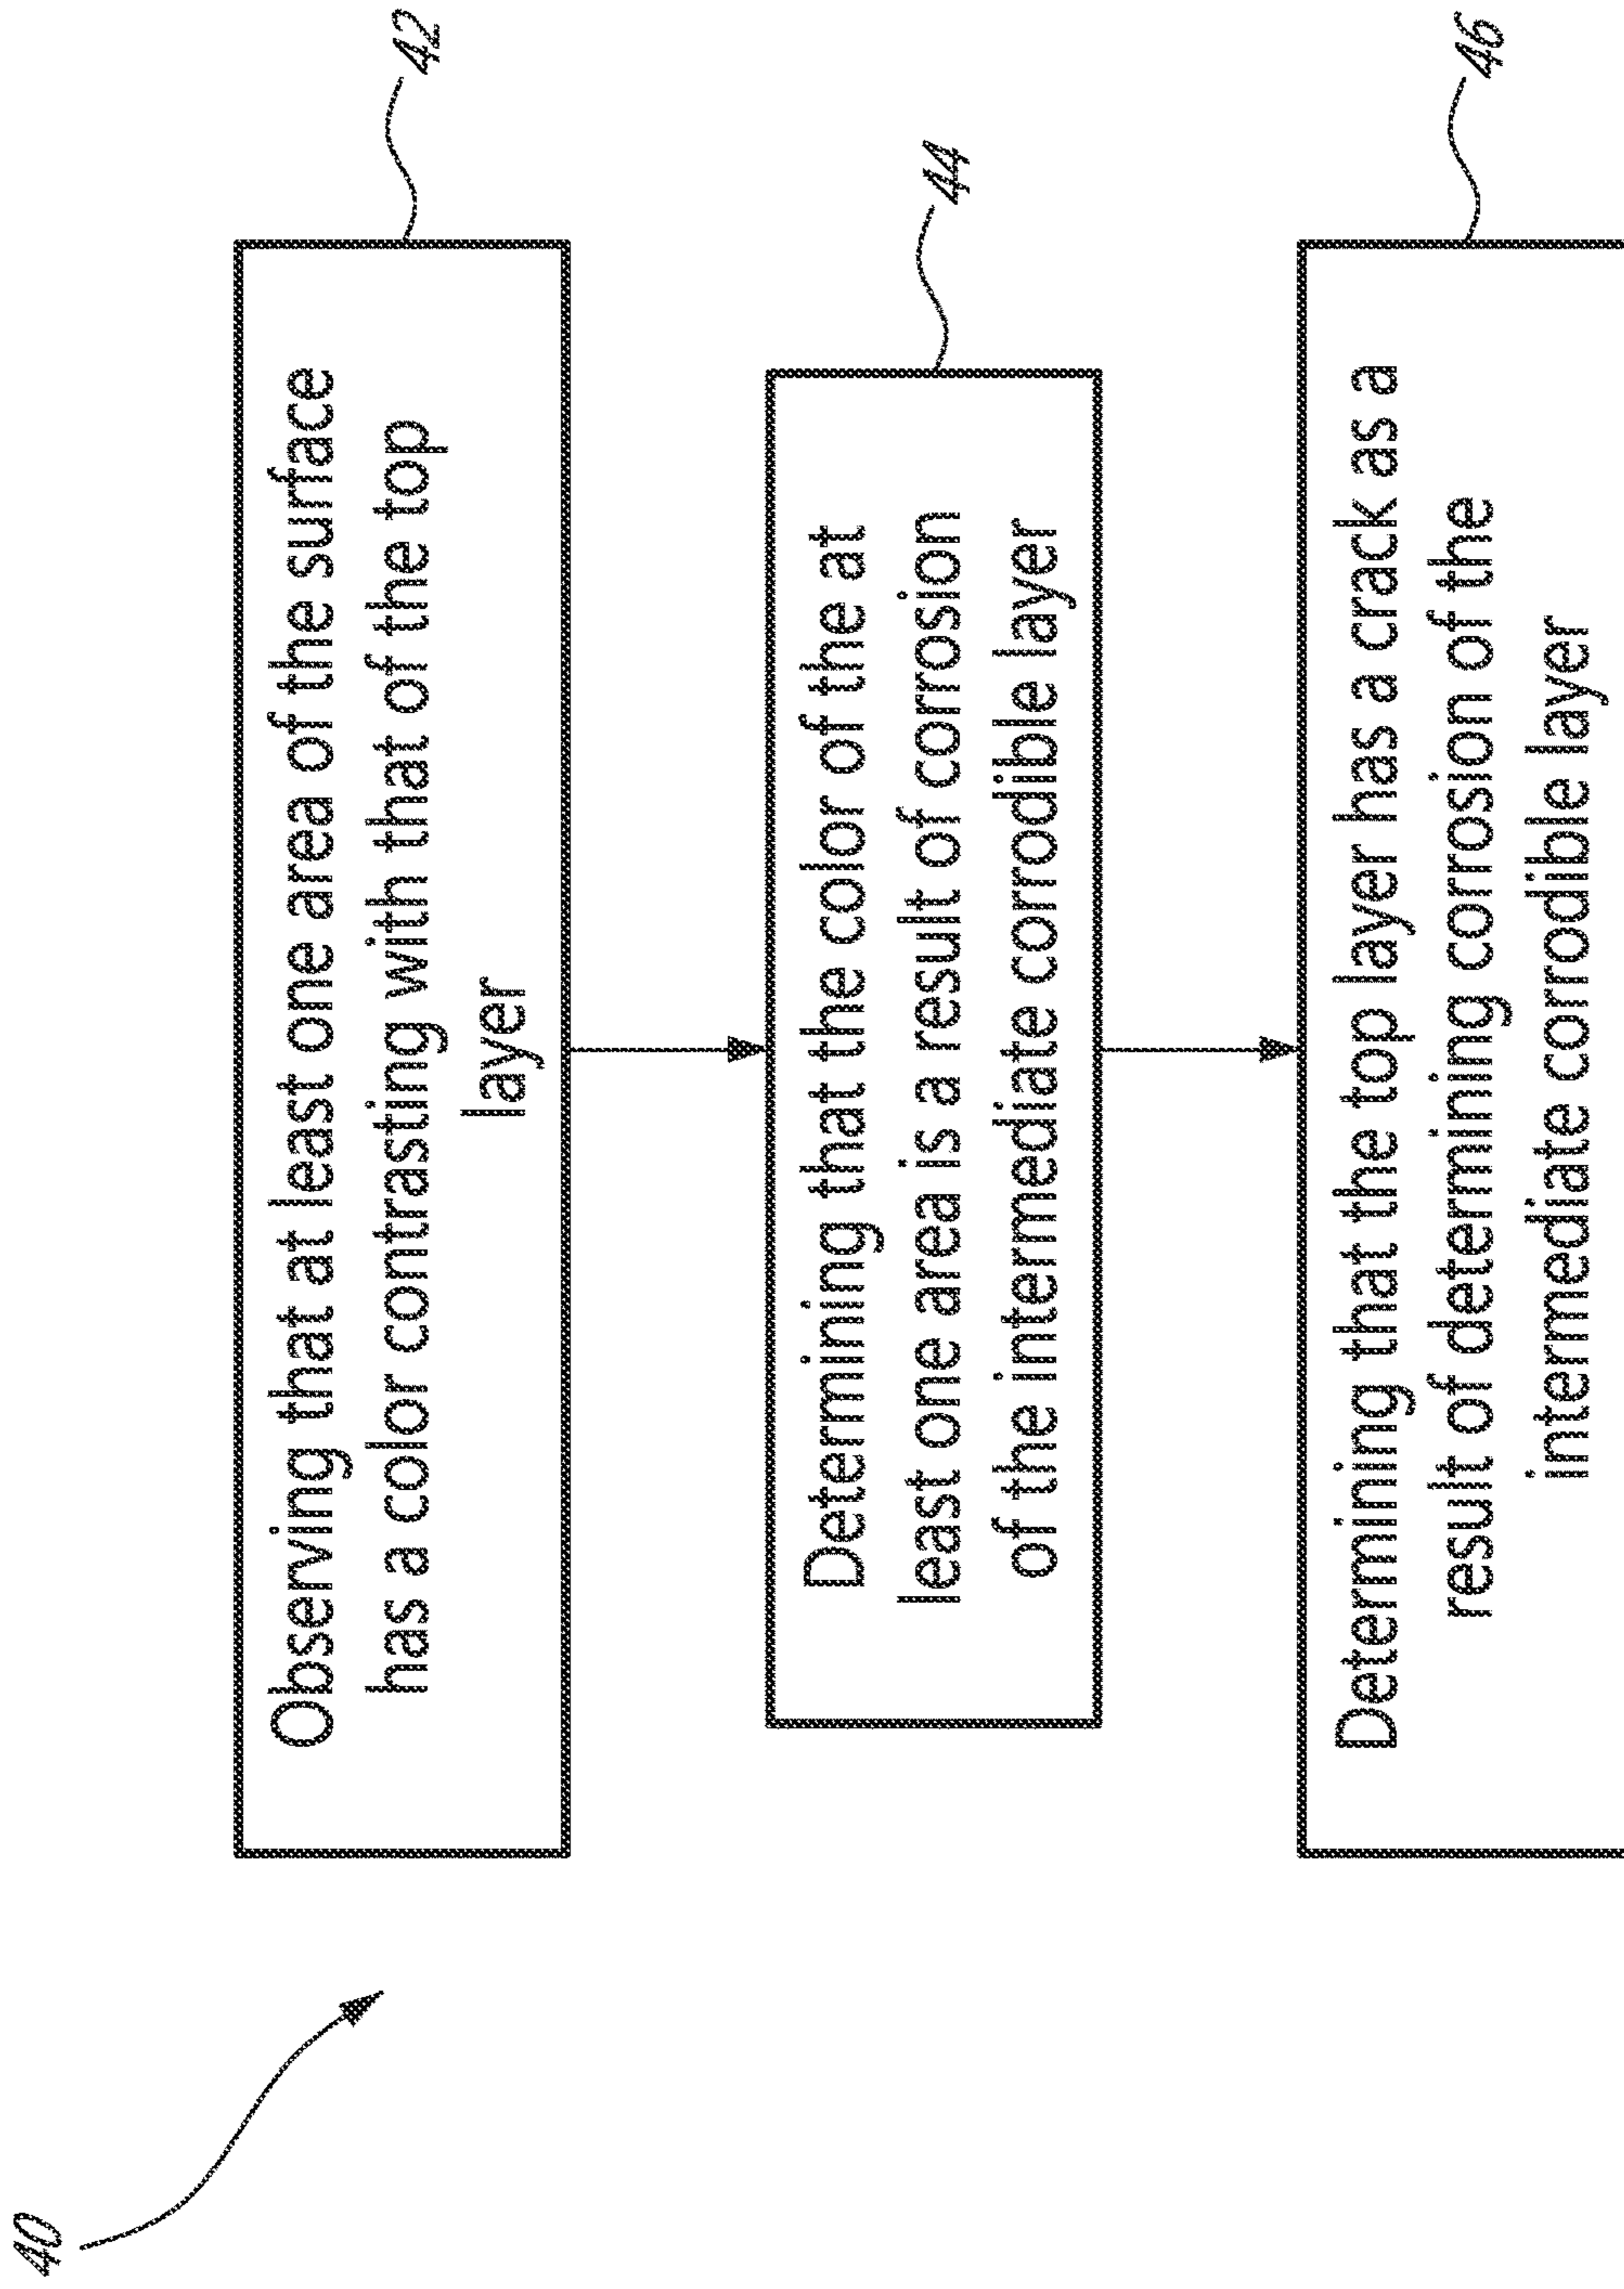 40
Observing that at least one area of the surface
has a color contrasting with that of the top
layer
42
Determining that the color of the at
least one area is a result of corrosion
of the intermediate corrodible layer
44
Determining that the top layer has a crack as a
result of determining corrosion of the
intermediate corrodible layer
46